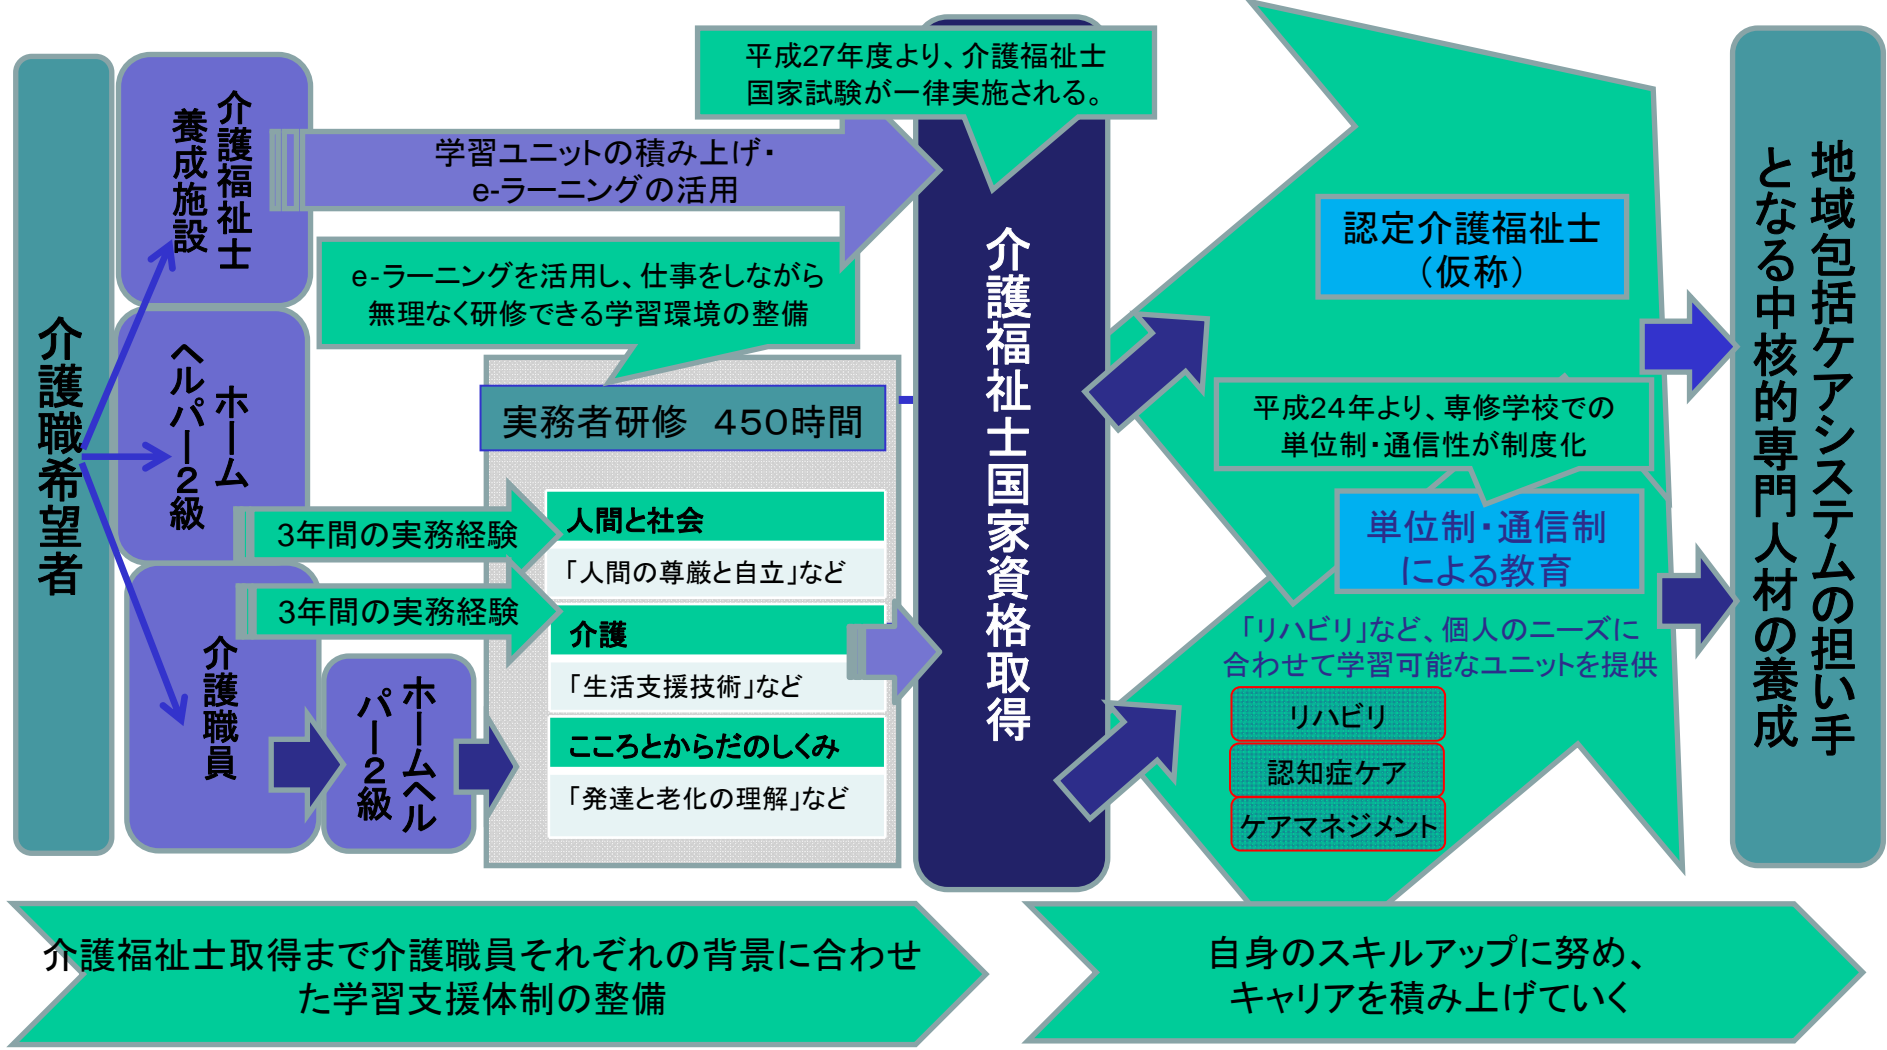 介護職希望者
介護福祉士
養成施設
ホーム
ヘルパー2級
介護職員
ホームヘル
パー2級
平成27年度より、介護福祉士
国家試験が一律実施される。
学習ユニットの積み上げ・
e-ラーニングの活用
e-ラーニングを活用し、仕事をしながら
無理なく研修できる学習環境の整備
実務者研修 450時間
3年間の実務経験
3年間の実務経験
人間と社会
「人間の尊厳と自立」など
介護
「生活支援技術」など
こころとからだのしくみ
「発達と老化の理解」など
介護福祉士国家資格取得
認定介護福祉士
（仮称）
平成24年より、専修学校での
単位制・通信性が制度化
単位制・通信制
による教育
「リハビリ」など、個人のニーズに
合わせて学習可能なユニットを提供
リハビリ
認知症ケア
ケアマネジメント
地域包括ケアシステムの担い手
となる中核的専門人材の養成
介護福祉士取得まで介護職員それぞれの背景に合わせ
た学習支援体制の整備
自身のスキルアップに努め、
キャリアを積み上げていく